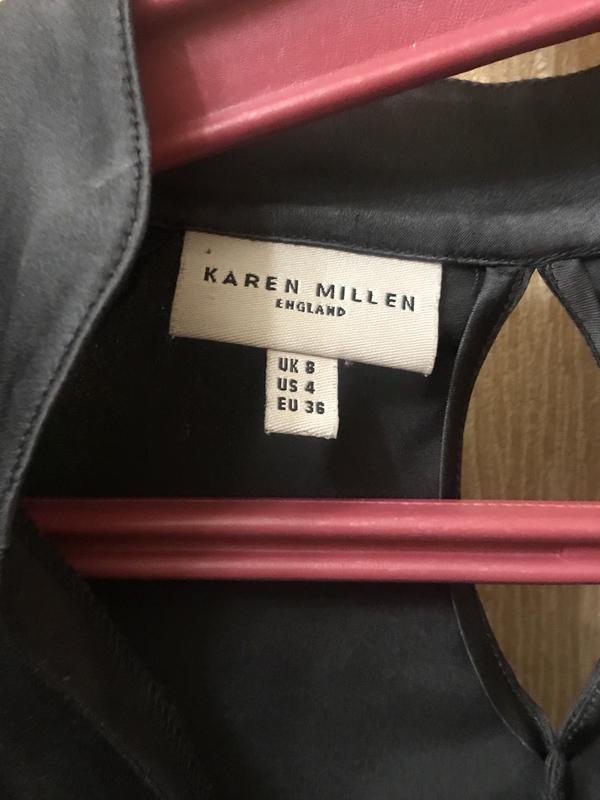 KAREN MILLEN
ENGLAND
UK 8
US 4
EU 36